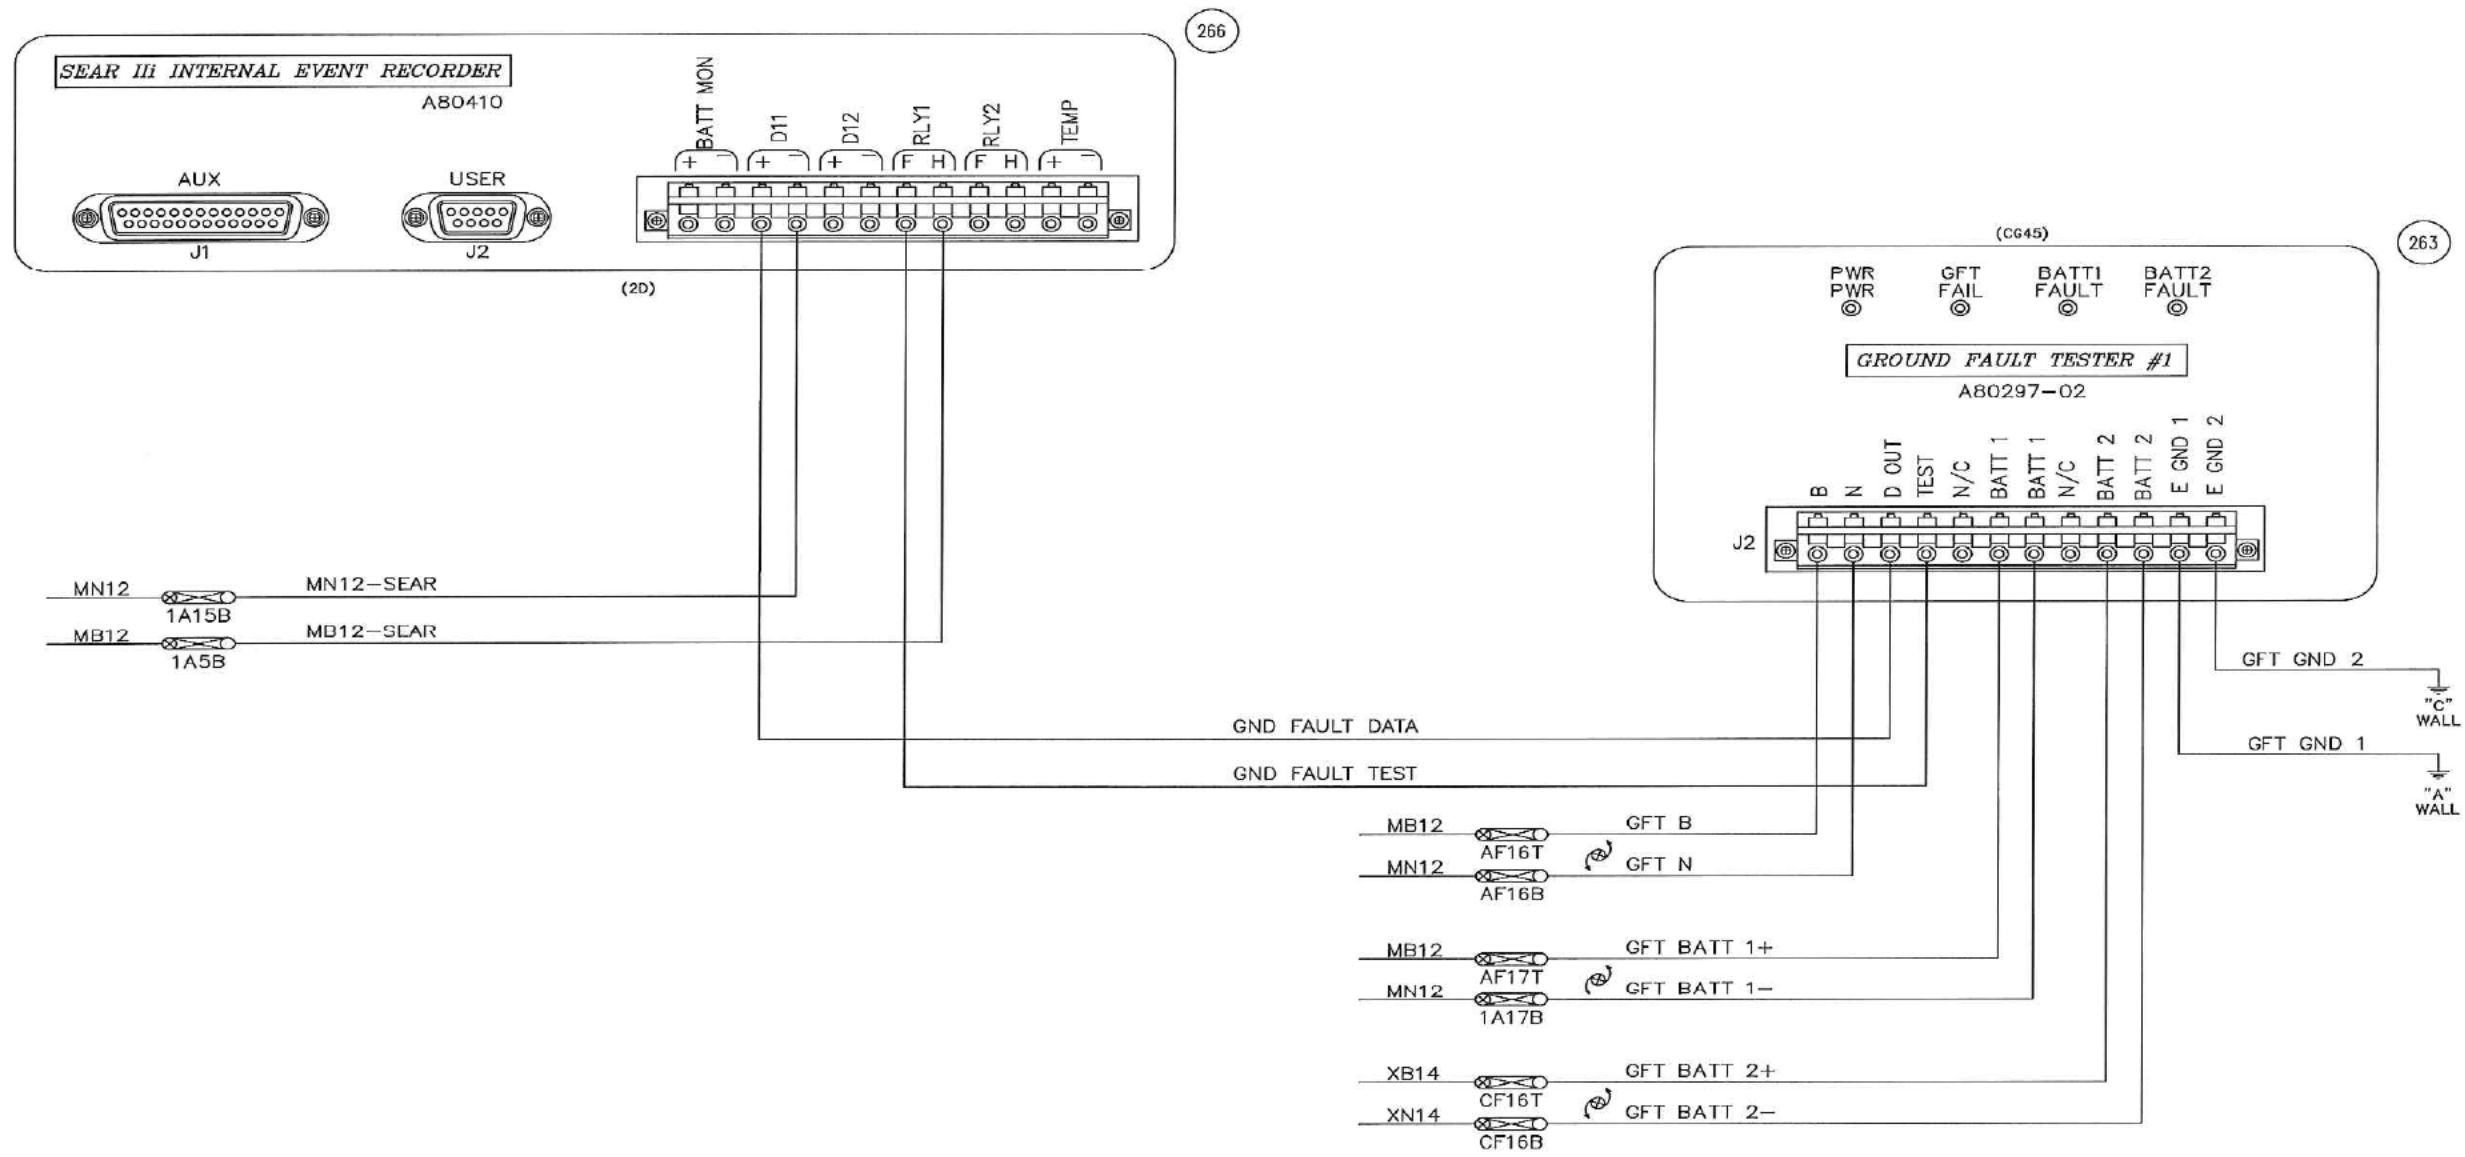 266
SEAR IIi INTERNAL EVENT RECORDER
A80410
BATT MON
D11
D12
RLY1
RLY2
TEMP
+ - + - + - F H F H + -
AUX
USER
J1
J2
(2D)
(CG45)
263
PWR PWR
GFT FAIL
BATT1 FAULT
BATT2 FAULT
GROUND FAULT TESTER #1
A80297-02
B
N
D OUT
TEST
N/C
BATT 1
BATT 1
N/C
BATT 2
BATT 2
E GND 1
E GND 2
J2
MN12
MN12-SEAR
1A15B
MB12
MB12-SEAR
1A5B
GFT GND 2
"C"
WALL
GND FAULT DATA
GFT GND 1
"A"
WALL
GND FAULT TEST
MB12
GFT B
AF16T
MN12
GFT N
AF16B
MB12
GFT BATT 1+
AF17T
MN12
GFT BATT 1-
1A17B
XB14
GFT BATT 2+
CF16T
XN14
GFT BATT 2-
CF16B